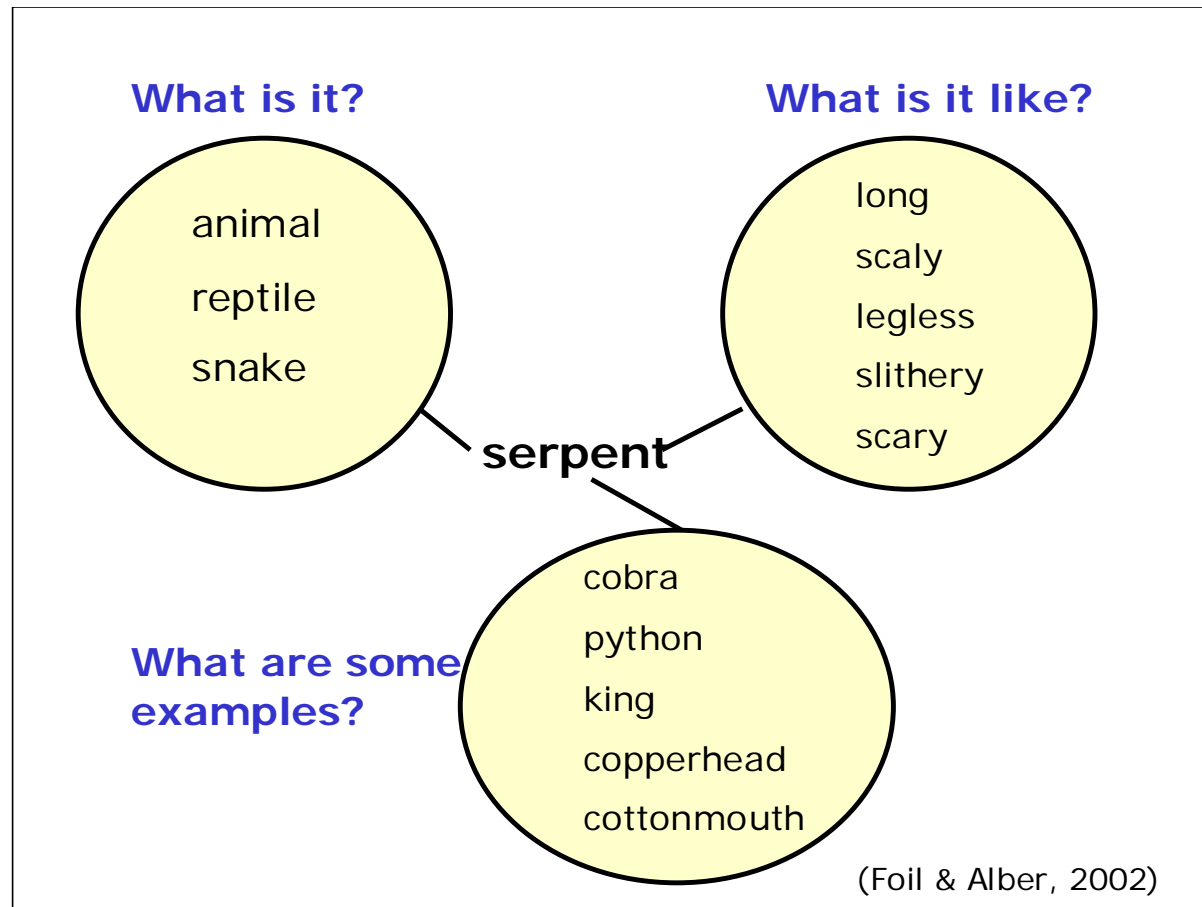 What is it?
animal
reptile
snake
What is it like?
long
scaly
legless
slithery
scary
serpent
What are some
examples?
cobra
python
king
copperhead
cottonmouth
(Foil & Alber, 2002)